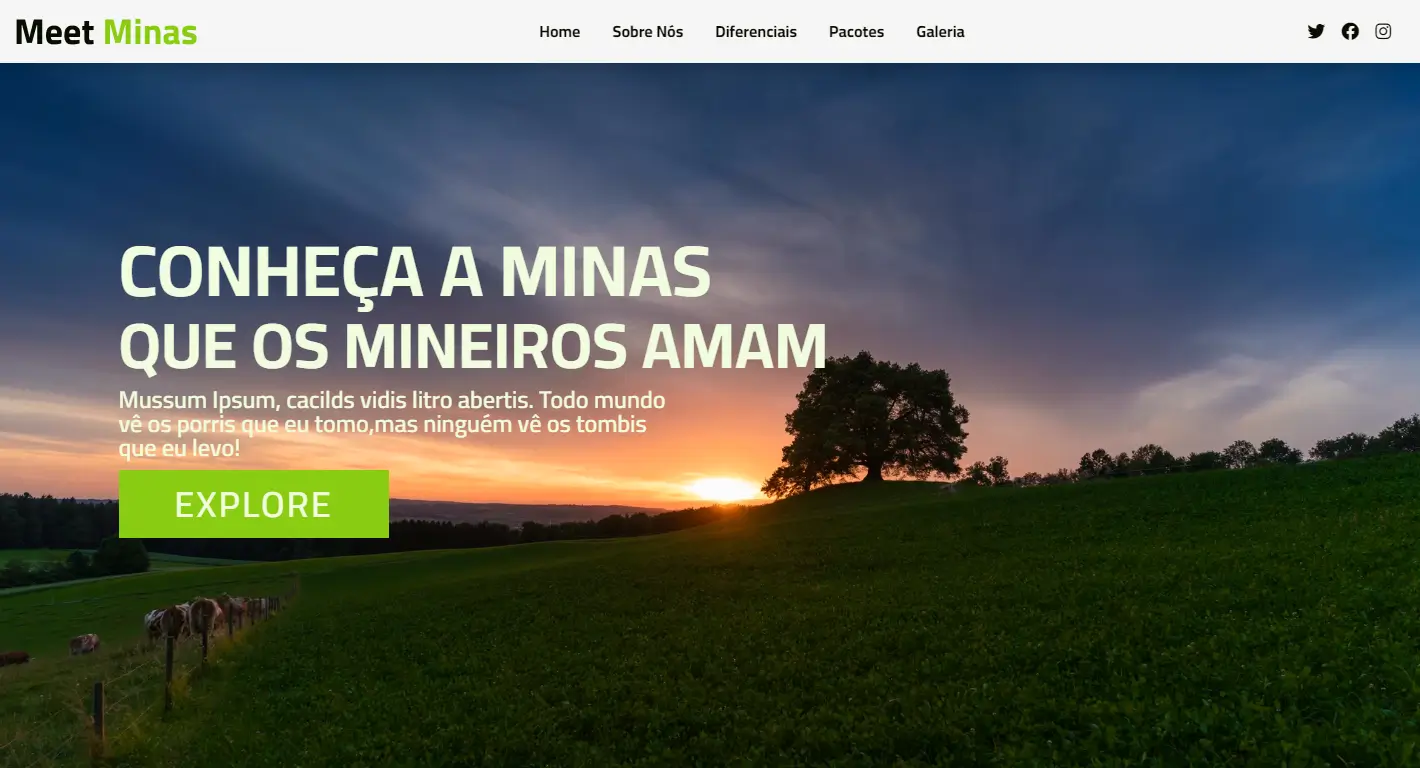 Meet Minas
Home
Sobre Nós
Diferenciais
Pacotes
Galeria
CONHEÇA A MINAS
QUE OS MINEIROS AMAM
Mussum Ipsum, cacilds vidis litro abertis. Todo mundo
vê os porris que eu tomo,mas ninguém vê os tombis
que eu levo!
EXPLORE